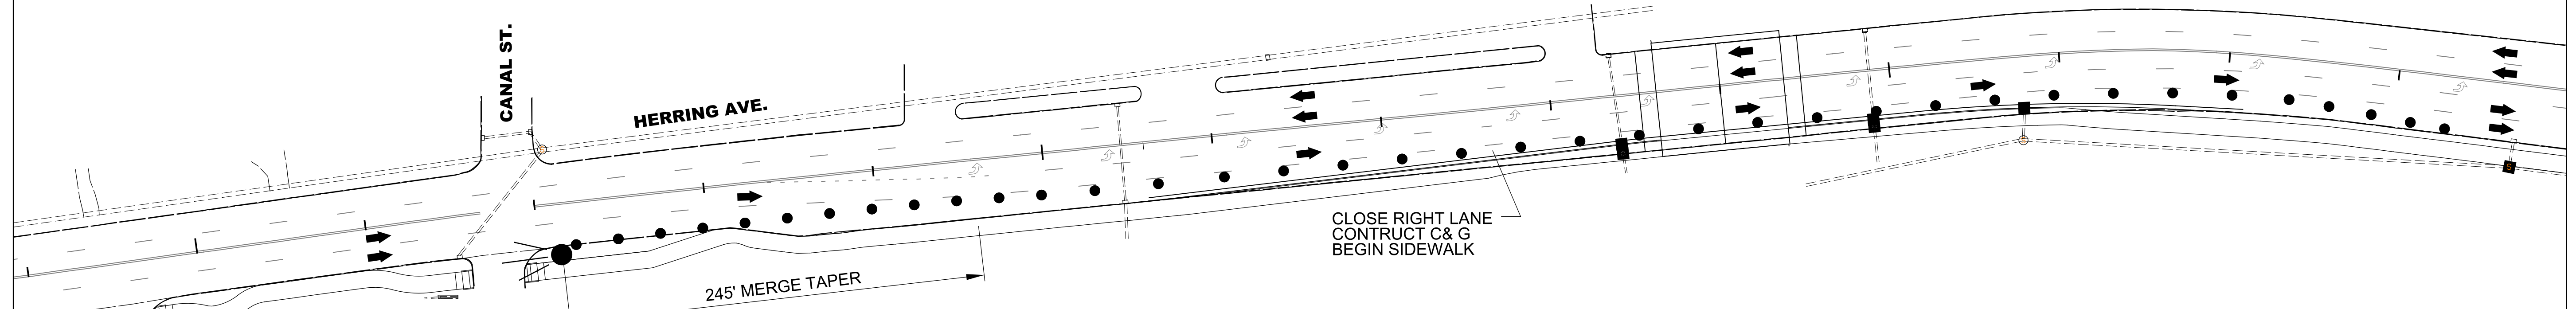 CANAL ST.
HERRING AVE.
245' MERGE TAPER
CLOSE RIGHT LANE
CONTRUCT C& G
BEGIN SIDEWALK
S